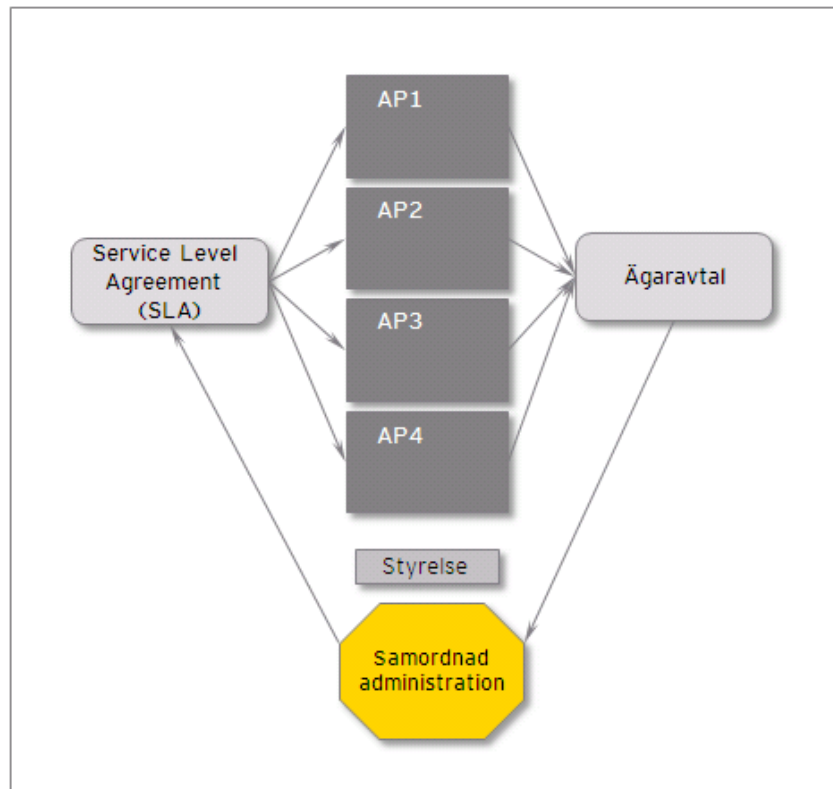 AP1
AP2
Service Level
Agreement
(SLA)
Ägaravtal
AP3
AP4
Styrelse
Samordnad
administration